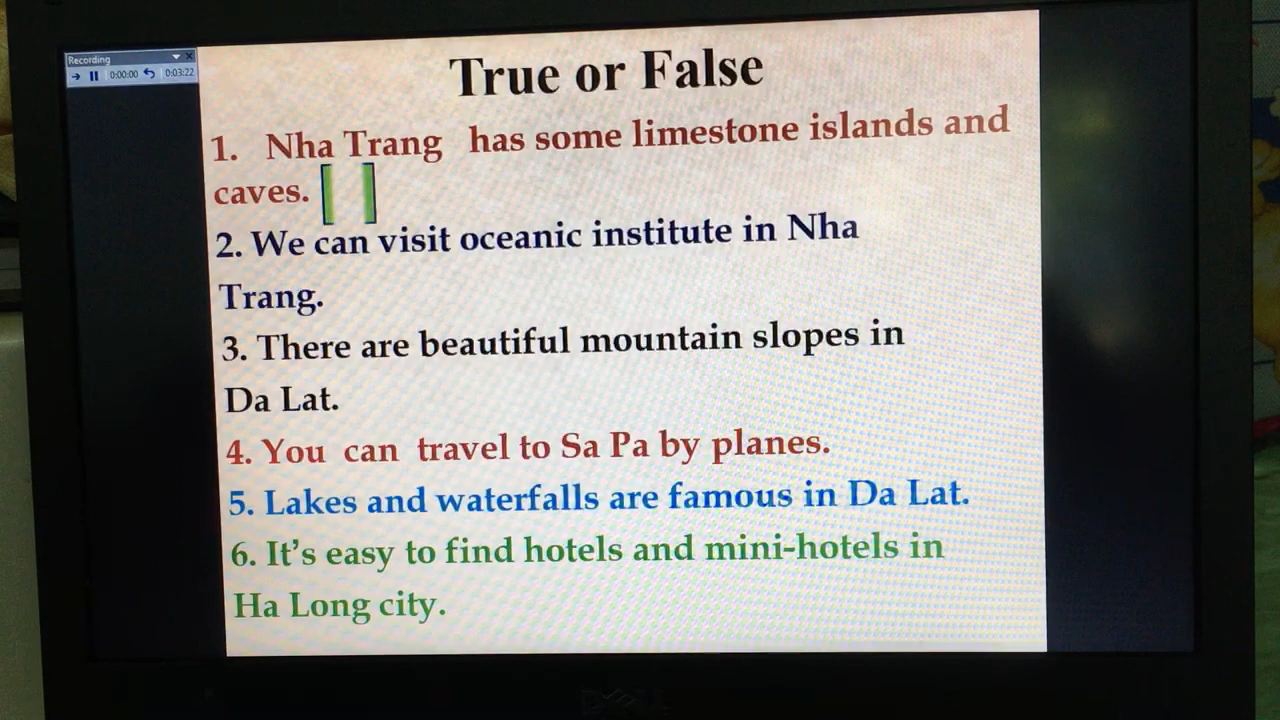 Recording
0:00:00 0:03:22
True or False
1. Nha Trang has some limestone islands and
caves.
2. We can visit oceanic institute in Nha
Trang.
3. There are beautiful mountain slopes in
Da Lat.
4. You can travel to Sa Pa by planes.
5. Lakes and waterfalls are famous in Da Lat.
6. It's easy to find hotels and mini-hotels in
Ha Long city.